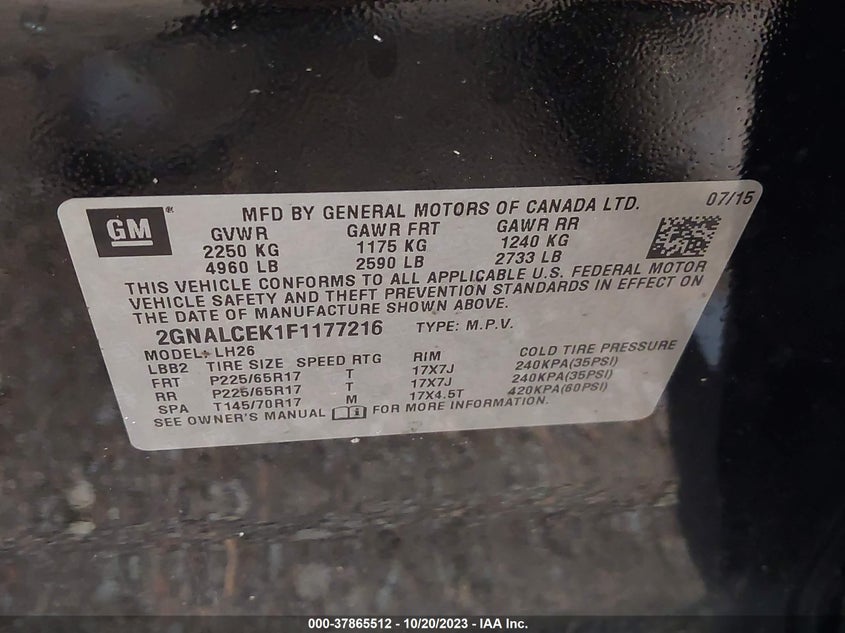 GM ® MFD BY GENERAL MOTORS OF CANADA LTD. 07/15
GVWR GAWR FRT GAWR RR
2250 KG 1175 KG 1240 KG
4960 LB 2590 LB 2733 LB
THIS VEHICLE CONFORMS TO ALL APPLICABLE U.S. FEDERAL MOTOR
VEHICLE SAFETY AND THEFT PREVENTION STANDARDS IN EFFECT ON
THE DATE OF MANUFACTURE SHOWN ABOVE.
2GNALCEK1F1177216 TYPE: M.P.V.
MODEL: LH26
LBB2 TIRE SIZE SPEED RTG RIM COLD TIRE PRESSURE
FRT P225/65R17 T 17X7J 240KPA(35PSI)
RR P225/65R17 T 17X7J 240KPA(35PSI)
SPA T145/70R17 M 17X4.5T 420KPA(60PSI)
SEE OWNER'S MANUAL FOR MORE INFORMATION.
000-37865512 - 10/20/2023 - IAA Inc.